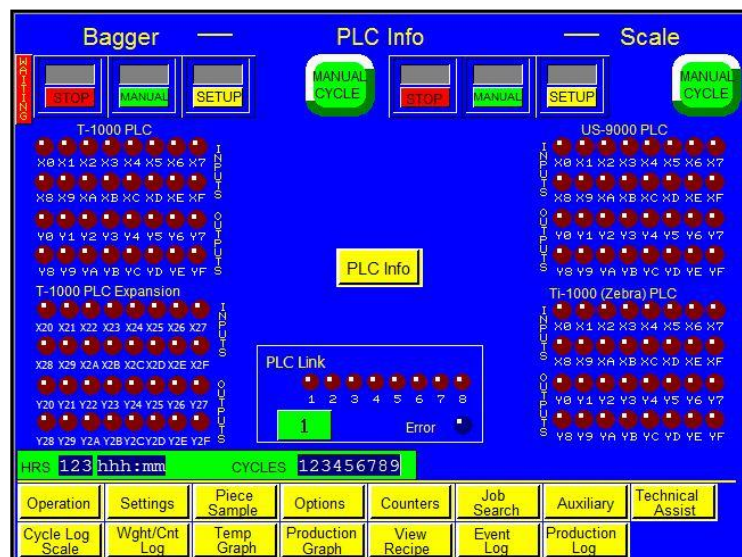 Bagger — PLC Info — Scale
WAITING
STOP MANUAL SETUP MANUAL CYCLE STOP MANUAL SETUP MANUAL CYCLE
T-1000 PLC
X0 X1 X2 X3 X4 X5 X6 X7
X8 X9 XA XB XC XD XE XF
INPUTS
Y0 Y1 Y2 Y3 Y4 Y5 Y6 Y7
Y8 Y9 YA YB YC YD YE YF
OUTPUTS
T-1000 PLC Expansion
X20 X21 X22 X23 X24 X25 X26 X27
X28 X29 X2A X2B X2C X2D X2E X2F
INPUTS
Y20 Y21 Y22 Y23 Y24 Y25 Y26 Y27
Y28 Y29 Y2A Y2B Y2C Y2D Y2E Y2F
OUTPUTS
PLC Info
PLC Link
1 2 3 4 5 6 7 8
1 Error
US-9000 PLC
INPUTS
X0 X1 X2 X3 X4 X5 X6 X7
X8 X9 XA XB XC XD XE XF
OUTPUTS
Y0 Y1 Y2 Y3 Y4 Y5 Y6 Y7
Y8 Y9 YA YB YC YD YE YF
Ti-1000 (Zebra) PLC
INPUTS
X0 X1 X2 X3 X4 X5 X6 X7
X8 X9 XA XB XC XD XE XF
OUTPUTS
Y0 Y1 Y2 Y3 Y4 Y5 Y6 Y7
Y8 Y9 YA YB YC YD YE YF
HRS 123 hhh:mm CYCLES 123456789
Operation Settings Piece Sample Options Counters Job Search Auxiliary Technical Assist
Cycle Log Scale Wght/Cnt Log Temp Graph Production Graph View Recipe Event Log Production Log